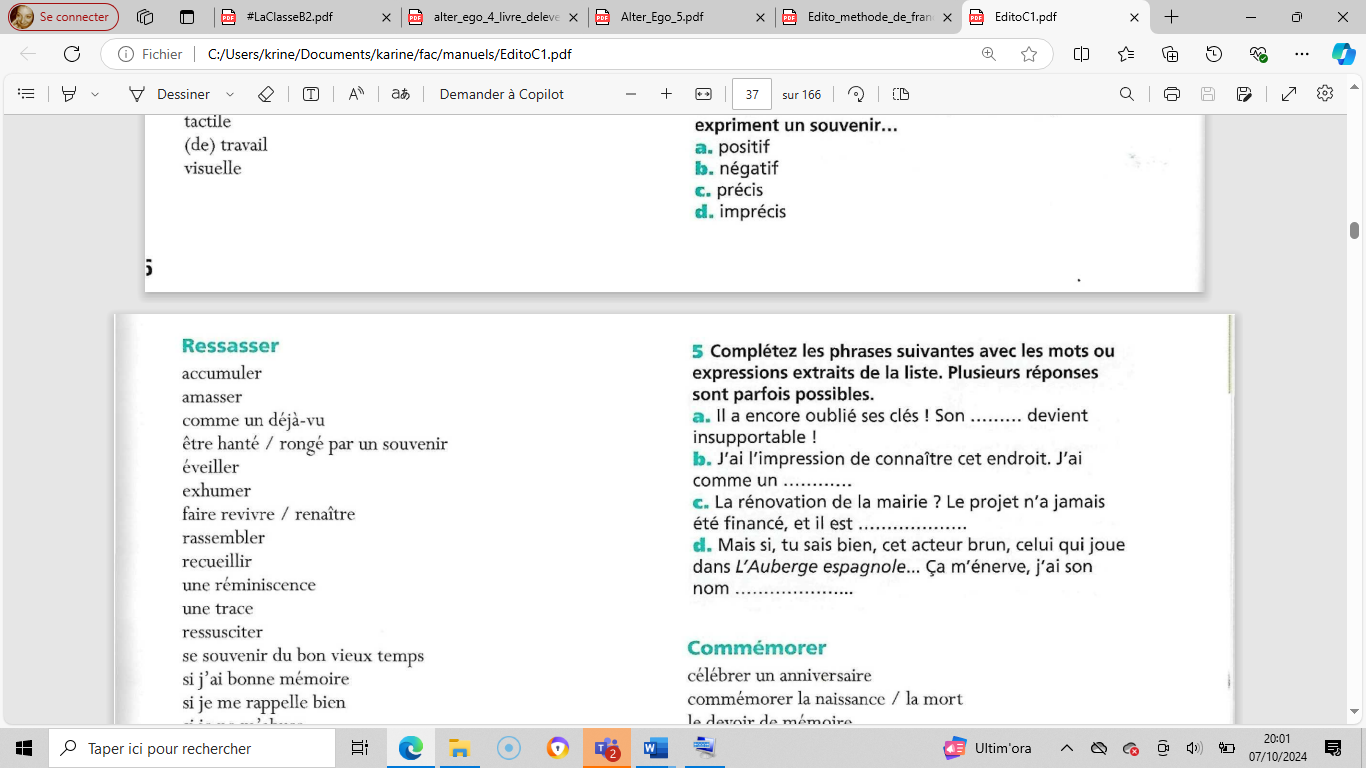 Se connecter
#LaClasseB2.pdf
alter_ego_4_livre_deleve
Alter_Ego_5.pdf
Edito_methode_de_fran
EditoC1.pdf
Fichier
C:/Users/krine/Documents/karine/fac/manuels/EditoC1.pdf
Dessiner
Demander à Copilot
37
sur 166
tactile
(de) travail
visuelle
expriment un souvenir...
a. positif
b. négatif
c. précis
d. imprécis
Ressasser
accumuler
amasser
comme un déjà-vu
être hanté / rongé par un souvenir
éveiller
exhumer
faire revivre / renaître
rassembler
recueillir
une réminiscence
une trace
ressusciter
se souvenir du bon vieux temps
si j'ai bonne mémoire
si je me rappelle bien
5 Complétez les phrases suivantes avec les mots ou
expressions extraits de la liste. Plusieurs réponses
sont parfois possibles.
a. Il a encore oublié ses clés ! Son ......... devient
insupportable !
b. J'ai l'impression de connaître cet endroit. J'ai
comme un ............
c. La rénovation de la mairie ? Le projet n'a jamais
été financé, et il est ...................
d. Mais si, tu sais bien, cet acteur brun, celui qui joue
dans L'Auberge espagnole... Ça m'énerve, j'ai son
nom .....................
Commémorer
célébrer un anniversaire
commémorer la naissance / la mort
le devoir de mémoire
Taper ici pour rechercher
2
Ultim'ora
20:01
07/10/2024